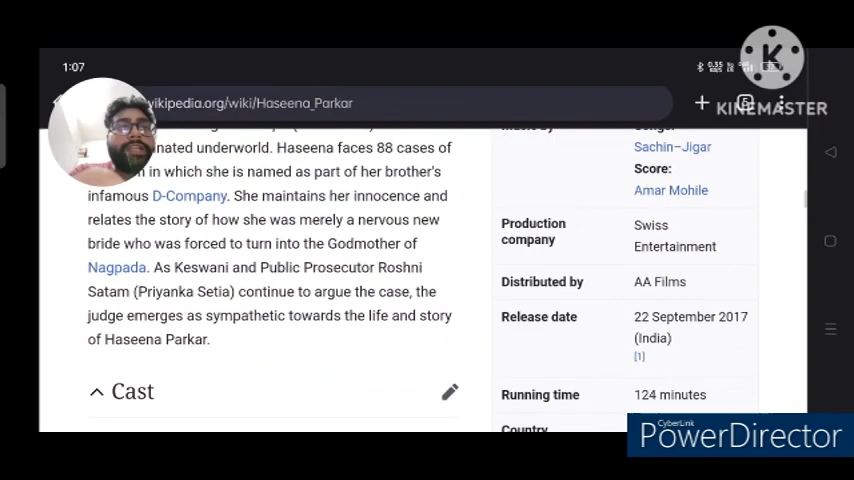 1:07
wikipedia.org/wiki/Haseena_Parkar
KINEMASTER
inated underworld. Haseena faces 88 cases of
in which she is named as part of her brother's
infamous D-Company. She maintains her innocence and
relates the story of how she was merely a nervous new
bride who was forced to turn into the Godmother of
Nagpada. As Keswani and Public Prosecutor Roshni
Satam (Priyanka Setia) continue to argue the case, the
judge emerges as sympathetic towards the life and story
of Haseena Parkar.
Cast
Sachin–Jigar
Score:
Amar Mohile
Production
company
Swiss
Entertainment
Distributed by
AA Films
Release date
22 September 2017
(India)
[1]
Running time
124 minutes
Country
CyberLink
PowerDirector